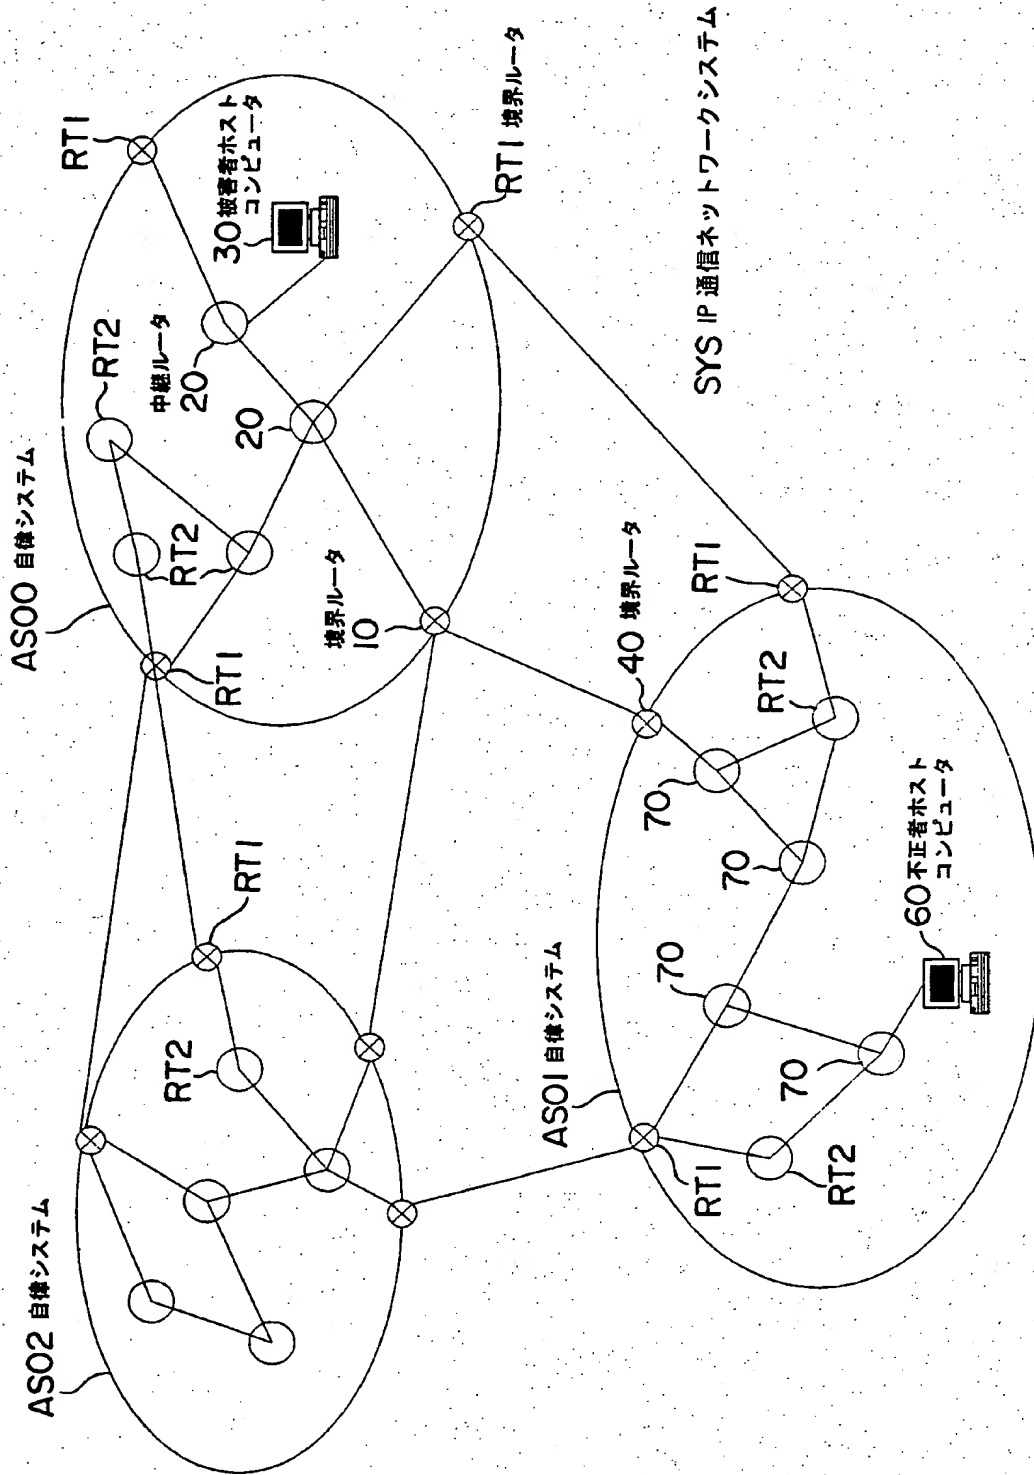 AS02 自律システム
RT2
RT1
AS00 自律システム
RT1
RT2
RT2
中継ルータ
20
20
30 被害者ホスト
コンピュータ
RT1
境界ルータ
10
RT1 境界ルータ
AS01 自律システム
RT1
RT2
70
70
70
70
40 境界ルータ
RT2
RT1
60 不正者ホスト
コンピュータ
SYS IP 通信ネットワークシステム